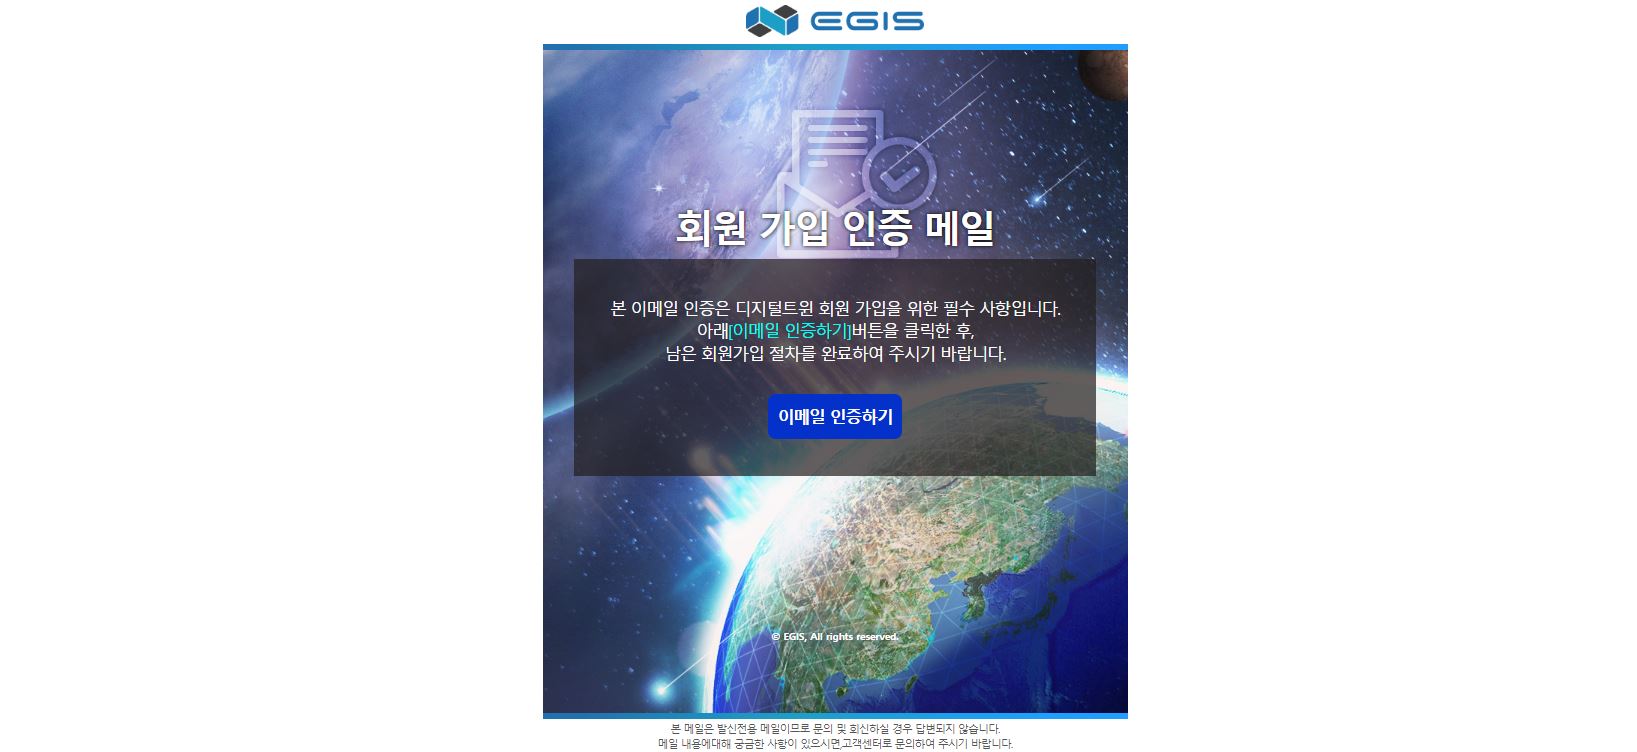 EGIS
회원 가입 인증 메일
본 이메일 인증은 디지털트윈 회원 가입을 위한 필수 사항입니다.
아래[이메일 인증하기]버튼을 클릭한 후,
남은 회원가입 절차를 완료하여 주시기 바랍니다.
이메일 인증하기
© EGIS, All rights reserved.
본 메일은 발신전용 메일이므로 문의 및 회신하실 경우 답변되지 않습니다.
메일 내용에대해 궁금한 사항이 있으시면,고객센터로 문의하여 주시기 바랍니다.